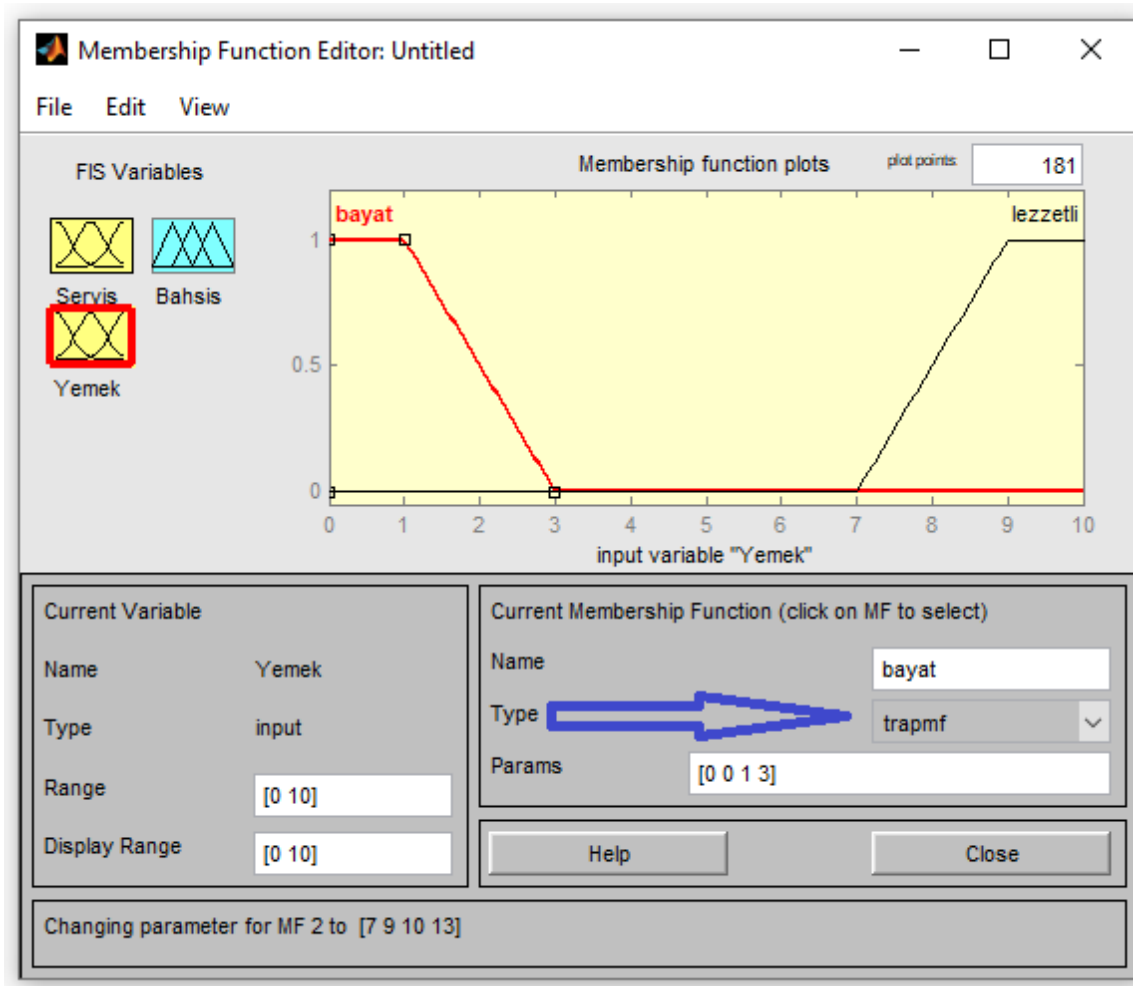 Membership Function Editor: Untitled
File Edit View
FIS Variables
Servis
Bahsis
Yemek
Membership function plots
plot points:
181
bayat
lezzetli
1
0.5
0
0 1 2 3 4 5 6 7 8 9 10
input variable "Yemek"
Current Variable
Name Yemek
Type input
Range [0 10]
Display Range [0 10]
Current Membership Function (click on MF to select)
Name bayat
Type trapmf
Params [0 0 1 3]
Help
Close
Changing parameter for MF 2 to [7 9 10 13]